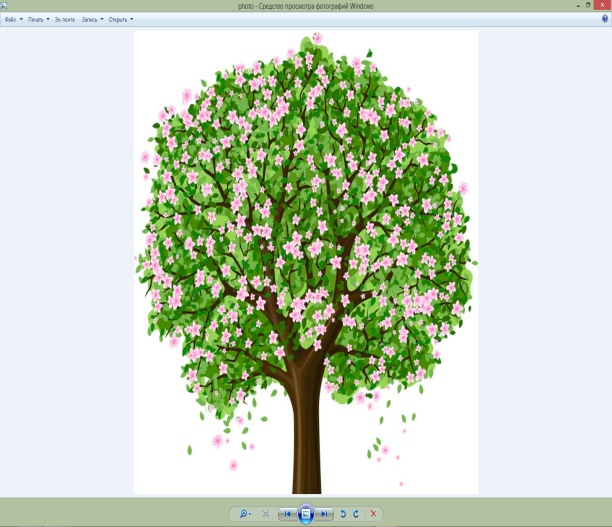 photo - Средство просмотра фотографий Windows
Файл Печать Эл. почта Запись Открыть